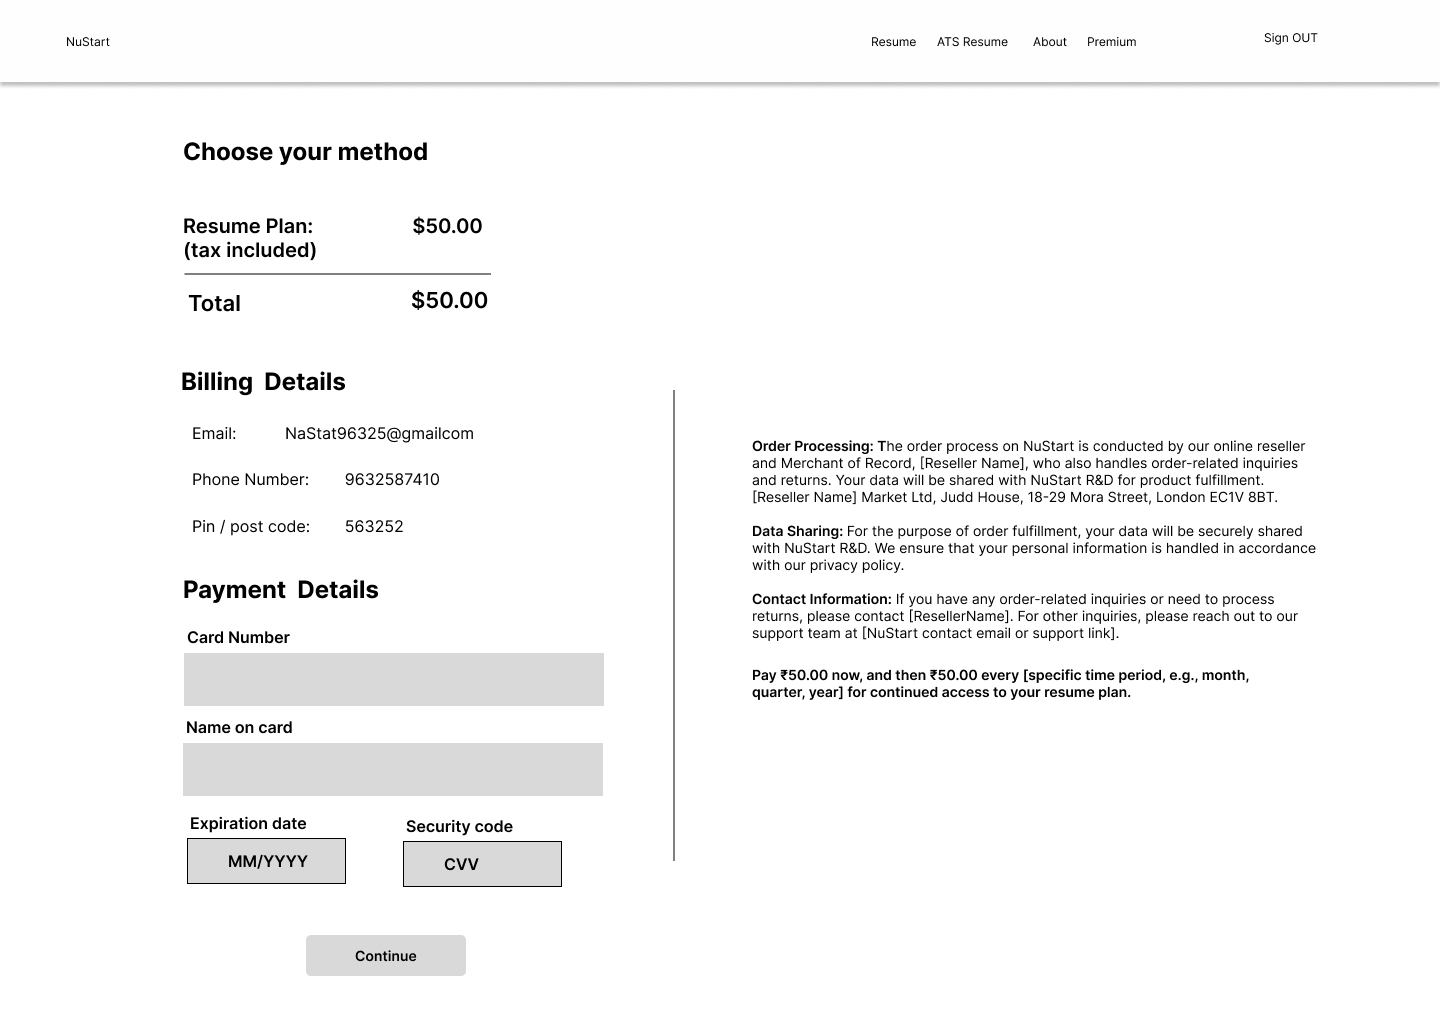 NuStart
Resume ATS Resume About Premium Sign OUT
Choose your method
Resume Plan: $50.00
(tax included)
Total $50.00
Billing Details
Email: NaStat96325@gmailcom
Phone Number: 9632587410
Pin / post code: 563252
Payment Details
Card Number
Name on card
Expiration date Security code
MM/YYYY CVV
Continue
Order Processing: The order process on NuStart is conducted by our online reseller
and Merchant of Record, [Reseller Name], who also handles order-related inquiries
and returns. Your data will be shared with NuStart R&D for product fulfillment.
[Reseller Name] Market Ltd, Judd House, 18-29 Mora Street, London EC1V 8BT.
Data Sharing: For the purpose of order fulfillment, your data will be securely shared
with NuStart R&D. We ensure that your personal information is handled in accordance
with our privacy policy.
Contact Information: If you have any order-related inquiries or need to process
returns, please contact [ResellerName]. For other inquiries, please reach out to our
support team at [NuStart contact email or support link].
Pay ₹50.00 now, and then ₹50.00 every [specific time period, e.g., month,
quarter, year] for continued access to your resume plan.